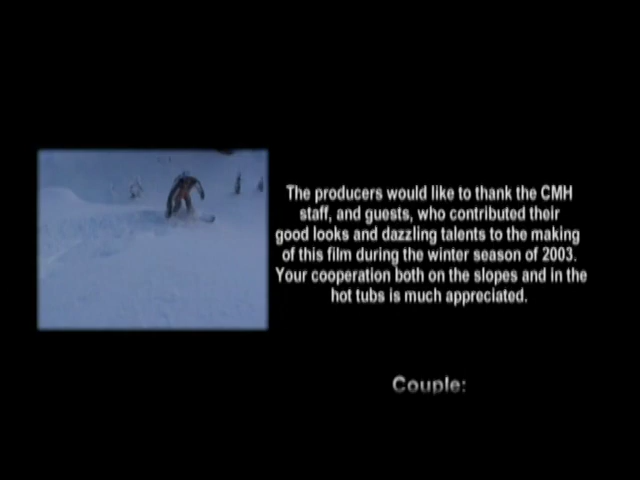 The producers would like to thank the CMH
staff, and guests, who contributed their
good looks and dazzling talents to the making
of this film during the winter season of 2003.
Your cooperation both on the slopes and in the
hot tubs is much appreciated.
Couple: